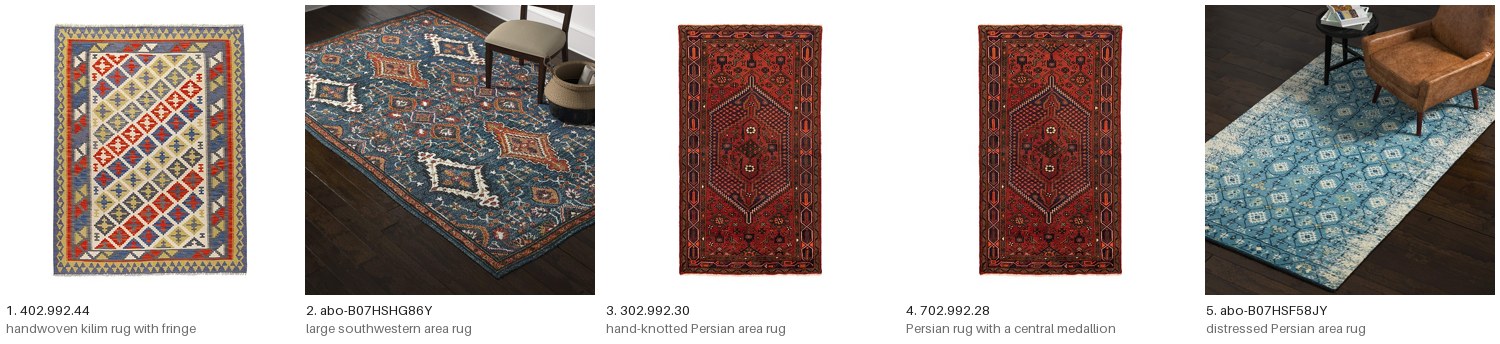 1. 402.992.44
handwoven kilim rug with fringe
2. abo-B07HSHG86Y
large southwestern area rug
3. 302.992.30
hand-knotted Persian area rug
4. 702.992.28
Persian rug with a central medallion
5. abo-B07HSF58JY
distressed Persian area rug